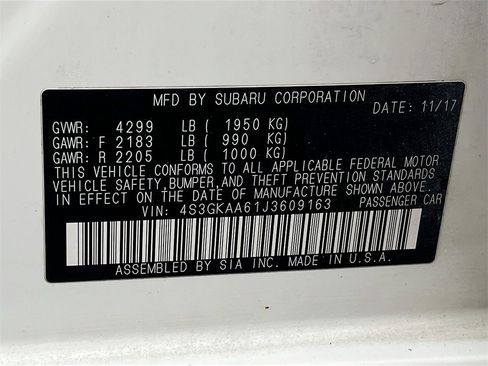 MFD BY SUBARU CORPORATION
DATE: 11/17
GVWR: 4299 LB ( 1950 KG)
GAWR: F 2183 LB ( 990 KG)
GAWR: R 2205 LB ( 1000 KG)
THIS VEHICLE CONFORMS TO ALL APPLICABLE FEDERAL MOTOR
VEHICLE SAFETY, BUMPER, AND THEFT PREVENTION STANDARDS
IN EFFECT ON THE DATE OF MANUFACTURE SHOWN ABOVE.
VIN: 4S3GKAA61J3609163 PASSENGER CAR
ASSEMBLED BY SIA INC. MADE IN U.S.A.